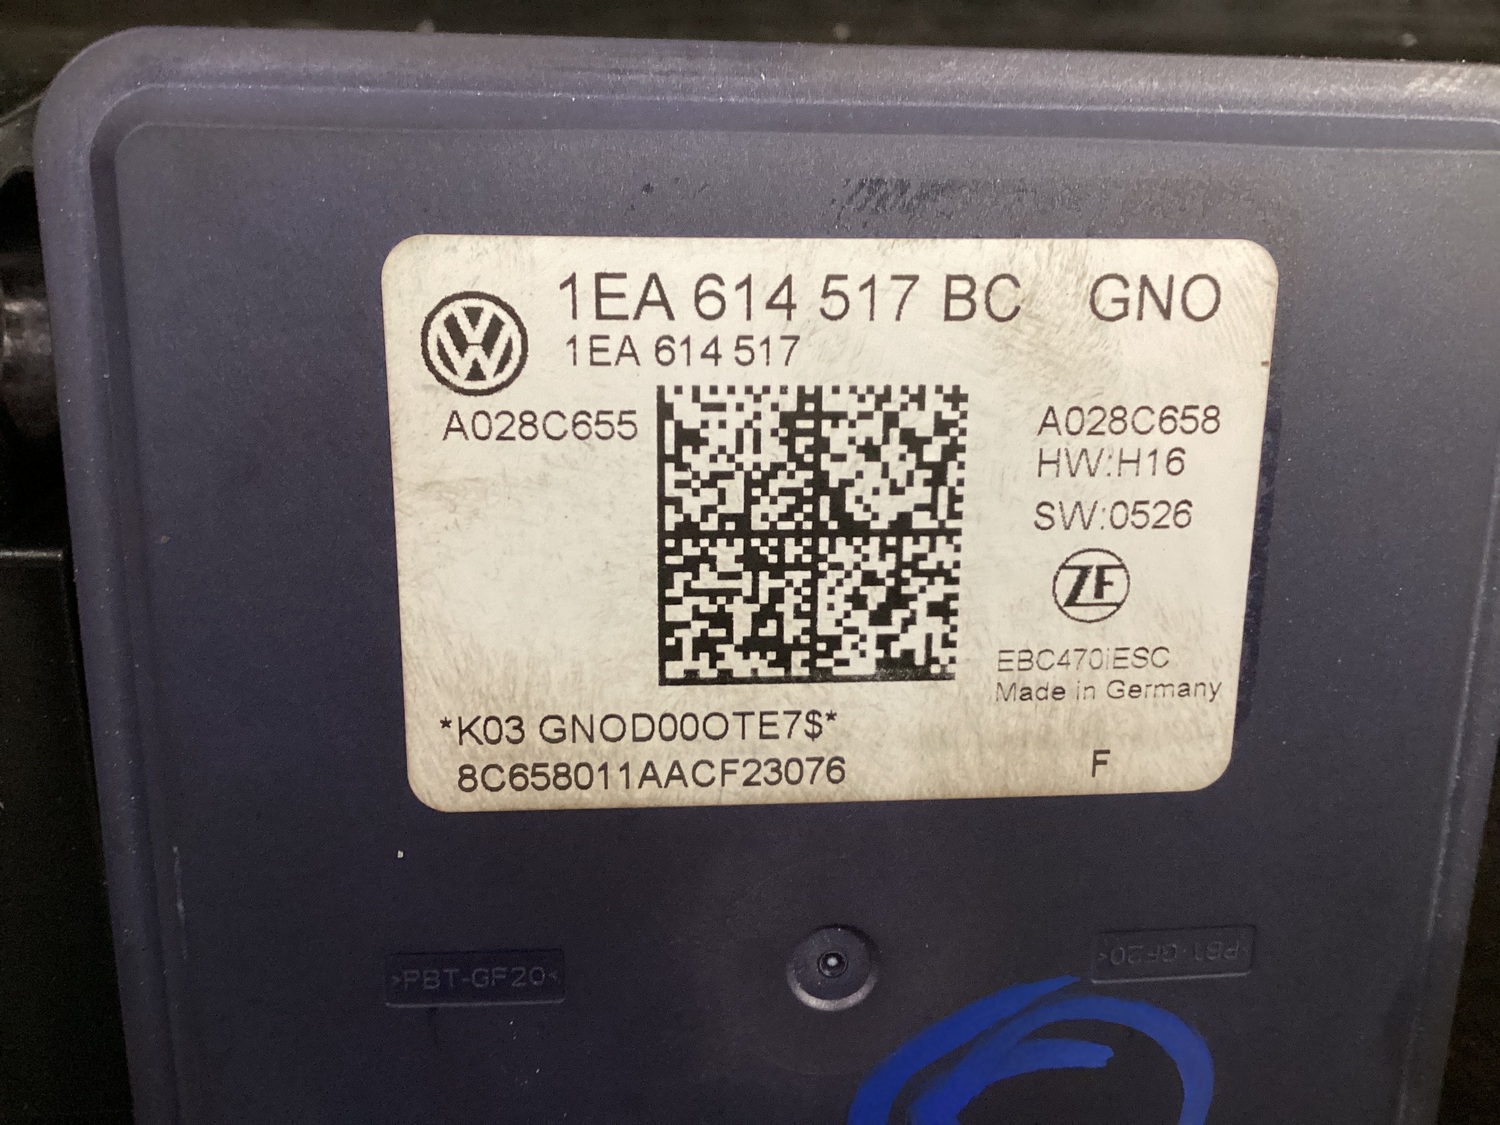 1EA 614 517 BC GNO
1EA 614 517
A028C655
A028C658
HW:H16
SW:0526
ZF
EBC470iESC
Made in Germany
*K03 GNOD00OTE7$*
8C658011AACF23076
F
>PBT-GF20<
>PBT-GF20<